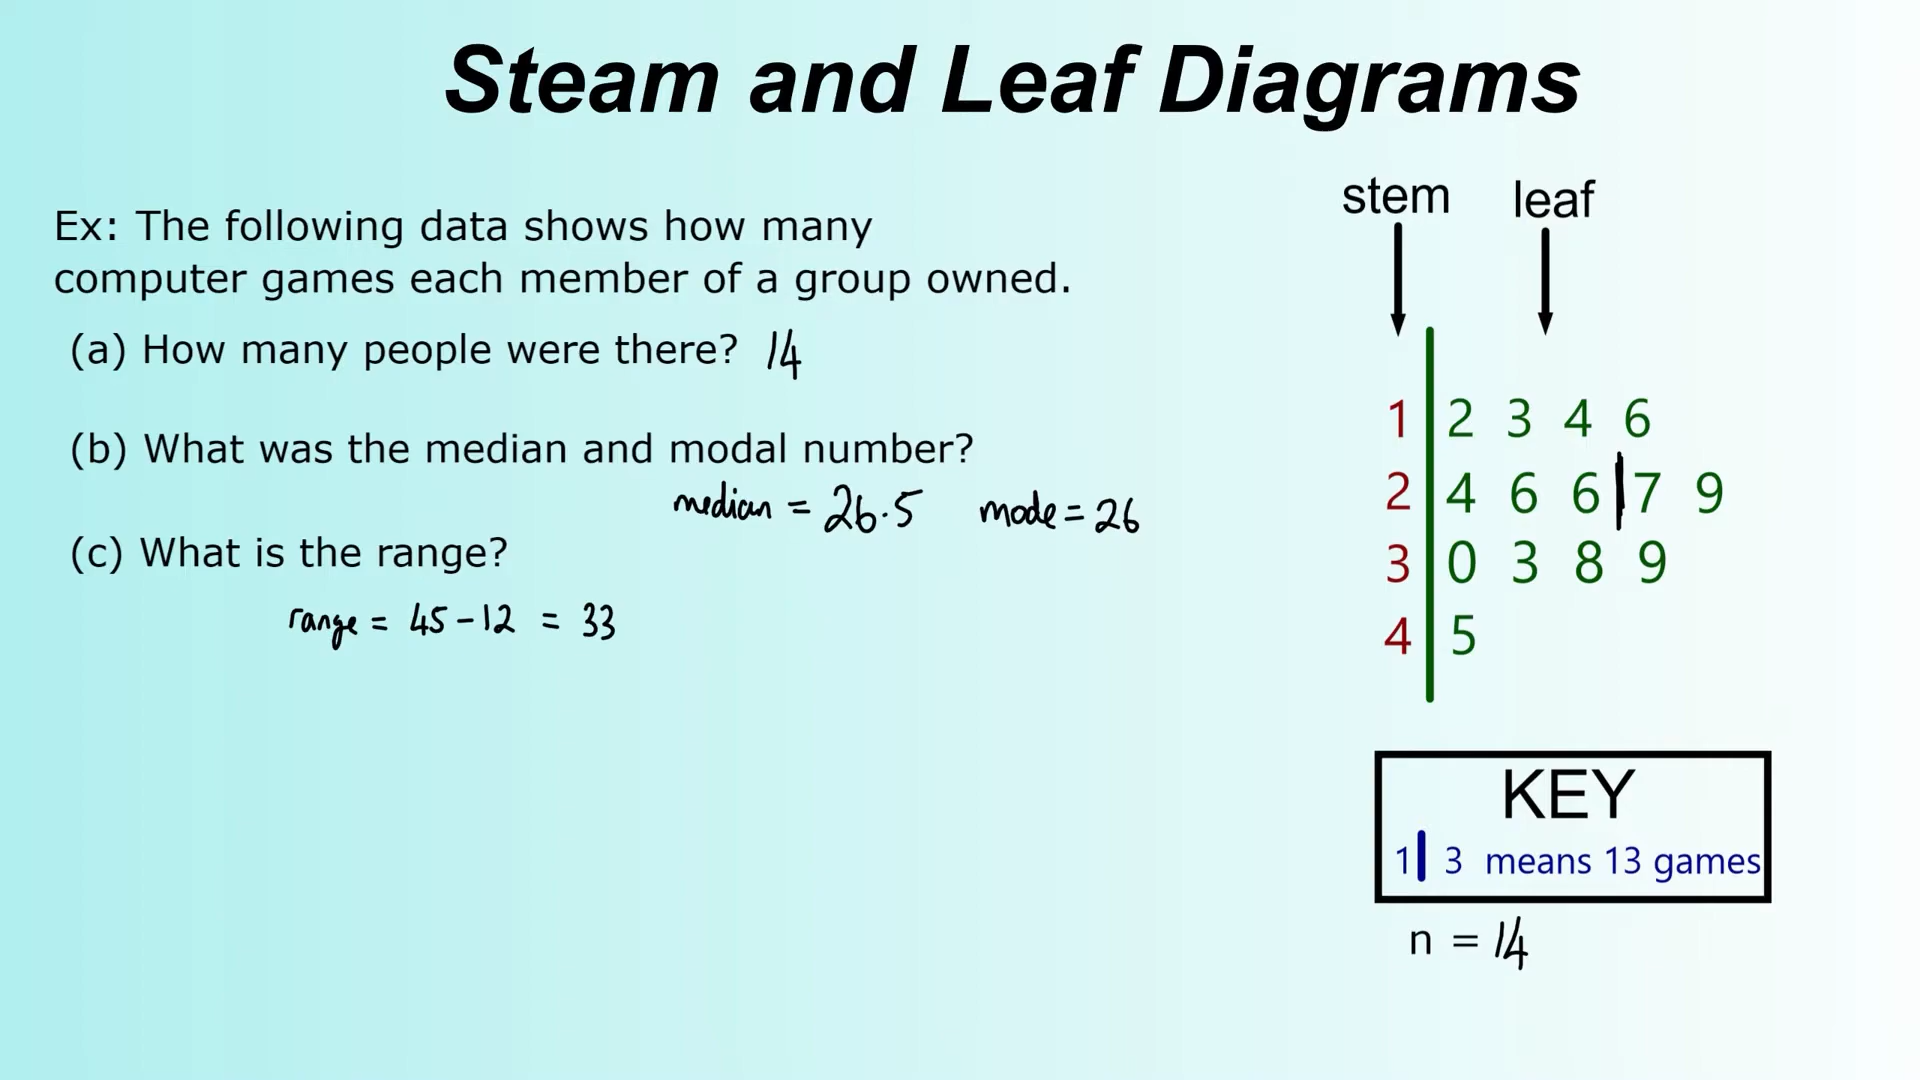 Steam and Leaf Diagrams
Ex: The following data shows how many
computer games each member of a group owned.
(a) How many people were there? 14
(b) What was the median and modal number?
median = 26.5 mode = 26
(c) What is the range?
range = 45 - 12 = 33
stem leaf
1 2 3 4 6
2 4 6 6 7 9
3 0 3 8 9
4 5
KEY
1| 3 means 13 games
n = 14